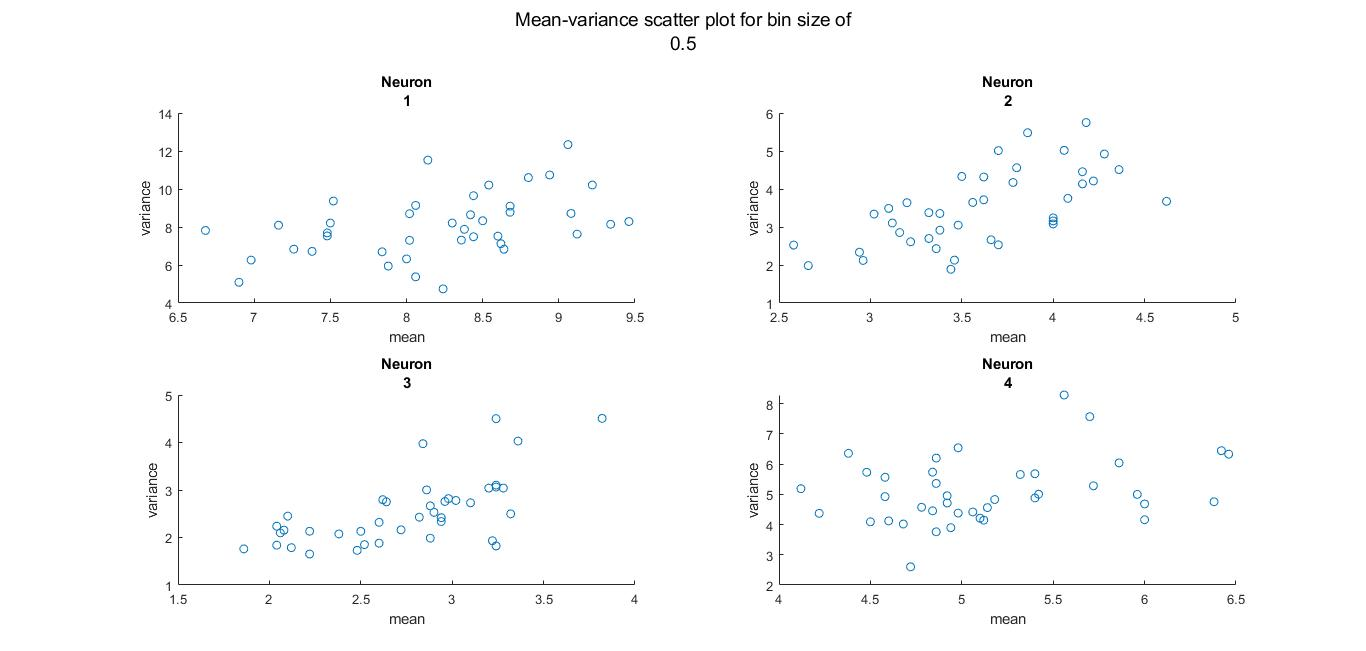 Mean-variance scatter plot for bin size of
0.5
Neuron
1
14
12
10
8
6
4
variance
6.5 7 7.5 8 8.5 9 9.5
mean
Neuron
2
6
5
4
3
2
1
variance
2.5 3 3.5 4 4.5 5
mean
Neuron
3
5
4
3
2
1
variance
1.5 2 2.5 3 3.5 4
mean
Neuron
4
8
7
6
5
4
3
2
variance
4 4.5 5 5.5 6 6.5
mean